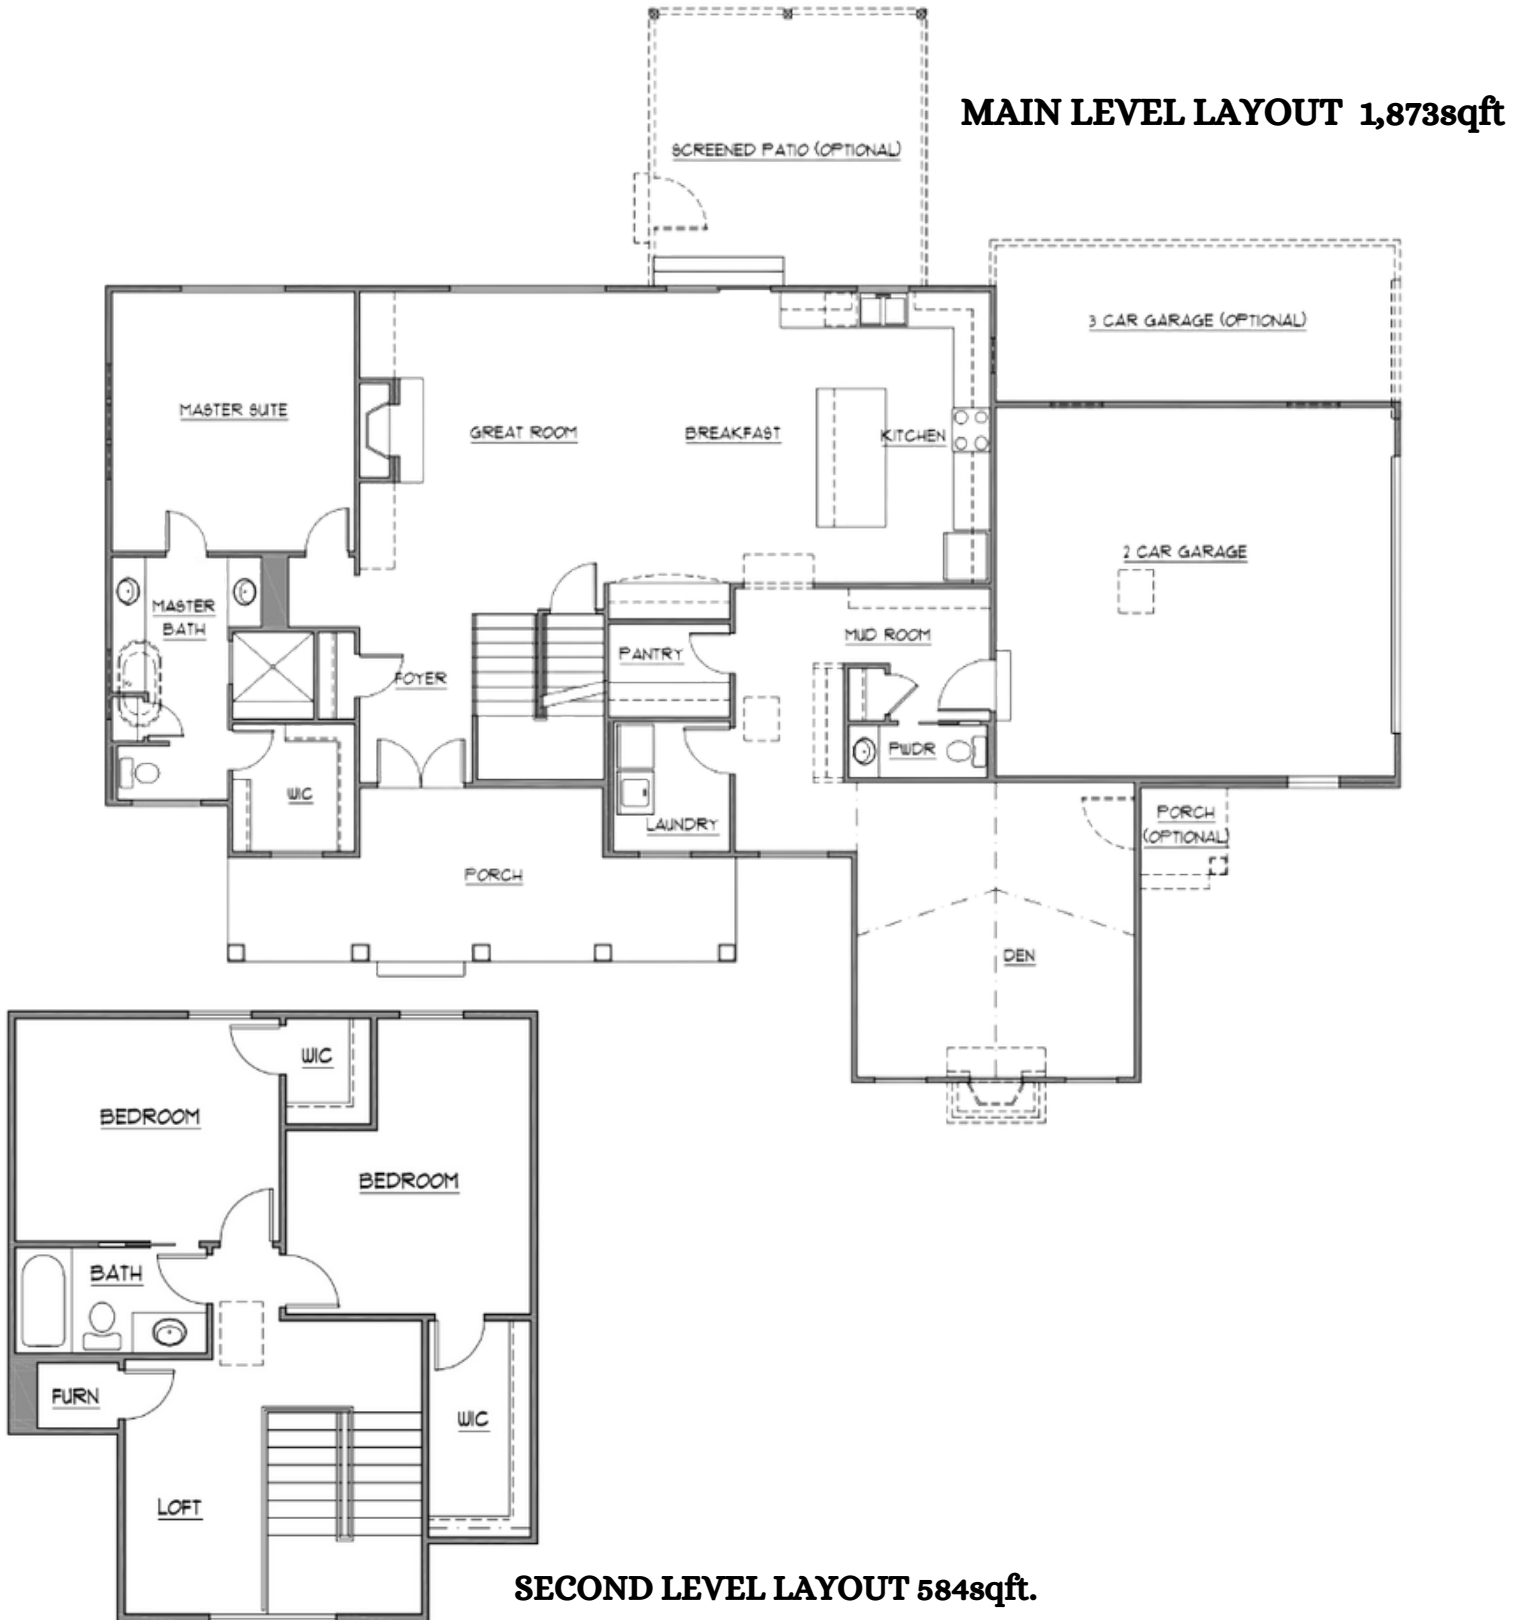 MAIN LEVEL LAYOUT 1,873sqft
SCREENED PATIO (OPTIONAL)
3 CAR GARAGE (OPTIONAL)
MASTER SUITE
GREAT ROOM
BREAKFAST
KITCHEN
2 CAR GARAGE
MASTER
BATH
FOYER
PANTRY
MUD ROOM
PWDR
WIC
LAUNDRY
PORCH
(OPTIONAL)
PORCH
DEN
WIC
BEDROOM
BEDROOM
BATH
FURN
WIC
LOFT
SECOND LEVEL LAYOUT 584sqft.